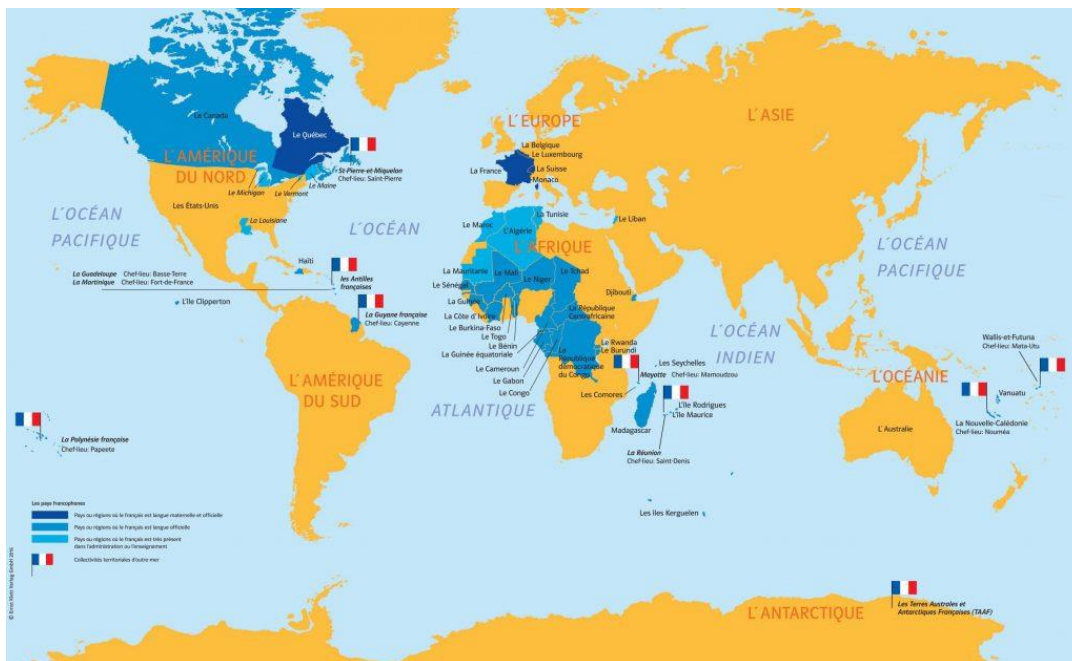 L'EUROPE
L'ASIE
La Belgique
Le Luxembourg
La France
La Suisse
Monaco
Le Canada
Le Québec
L'AMÉRIQUE
DU NORD
St-Pierre-et-Miquelon
Chef-lieu: Saint-Pierre
Le Michigan
Le Vermont
Le Maine
Les États-Unis
La Louisiane
L'OCÉAN
PACIFIQUE
L'OCÉAN
ATLANTIQUE
Haïti
La Guadeloupe Chef-lieu: Basse-Terre
La Martinique Chef-lieu: Fort-de-France
les Antilles
françaises
L'île Clipperton
La Guyane française
Chef-lieu: Cayenne
L'AMÉRIQUE
DU SUD
La Polynésie française
Chef-lieu: Papeete
La Tunisie
Le Liban
Le Maroc
L'Algérie
L'AFRIQUE
La Mauritanie
Le Mali
Le Niger
Le Tchad
Le Sénégal
Djibouti
La Guinée
La Côte d'Ivoire
Le Burkina-Faso
Le Togo
Le Bénin
La Guinée équatoriale
Le Cameroun
Le Gabon
Le Congo
La République
Centrafricaine
La
République
démocratique
du Congo
Le Rwanda
Le Burundi
Les Seychelles
Mayotte Chef-lieu: Mamoudzou
Les Comores
L'île Rodrigues
L'île Maurice
Madagascar
La Réunion
Chef-lieu: Saint-Denis
L'OCÉAN
INDIEN
L'OCÉAN
PACIFIQUE
Wallis-et-Futuna
Chef-lieu: Mata-Utu
L'OCÉANIE
Vanuatu
La Nouvelle-Calédonie
Chef-lieu: Nouméa
L'Australie
Les îles Kerguelen
L'ANTARCTIQUE
Les Terres Australes et
Antarctiques Françaises (TAAF)
Les pays francophones
Pays ou régions où le français est langue maternelle et officielle
Pays ou régions où le français est langue officielle
Pays ou régions où le français est très présent
dans l'administration ou l'enseignement
Collectivités territoriales d'outre mer
© Ernst Klett Verlag GmbH 2016